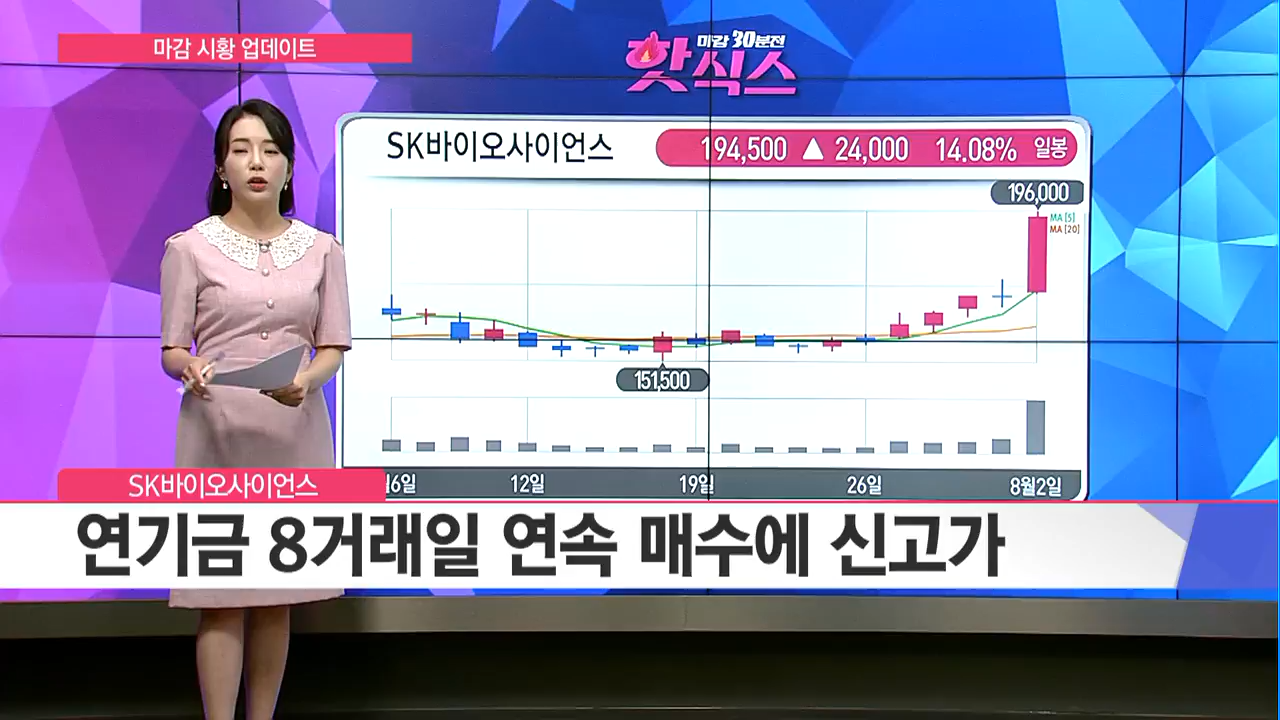 마감 시황 업데이트
마감 30분전
핫식스
SK바이오사이언스
194,500 ▲ 24,000 14.08% 일봉
196,000
MA [5]
MA [20]
151,500
6일 12일 19일 26일 8월2일
SK바이오사이언스
연기금 8거래일 연속 매수에 신고가